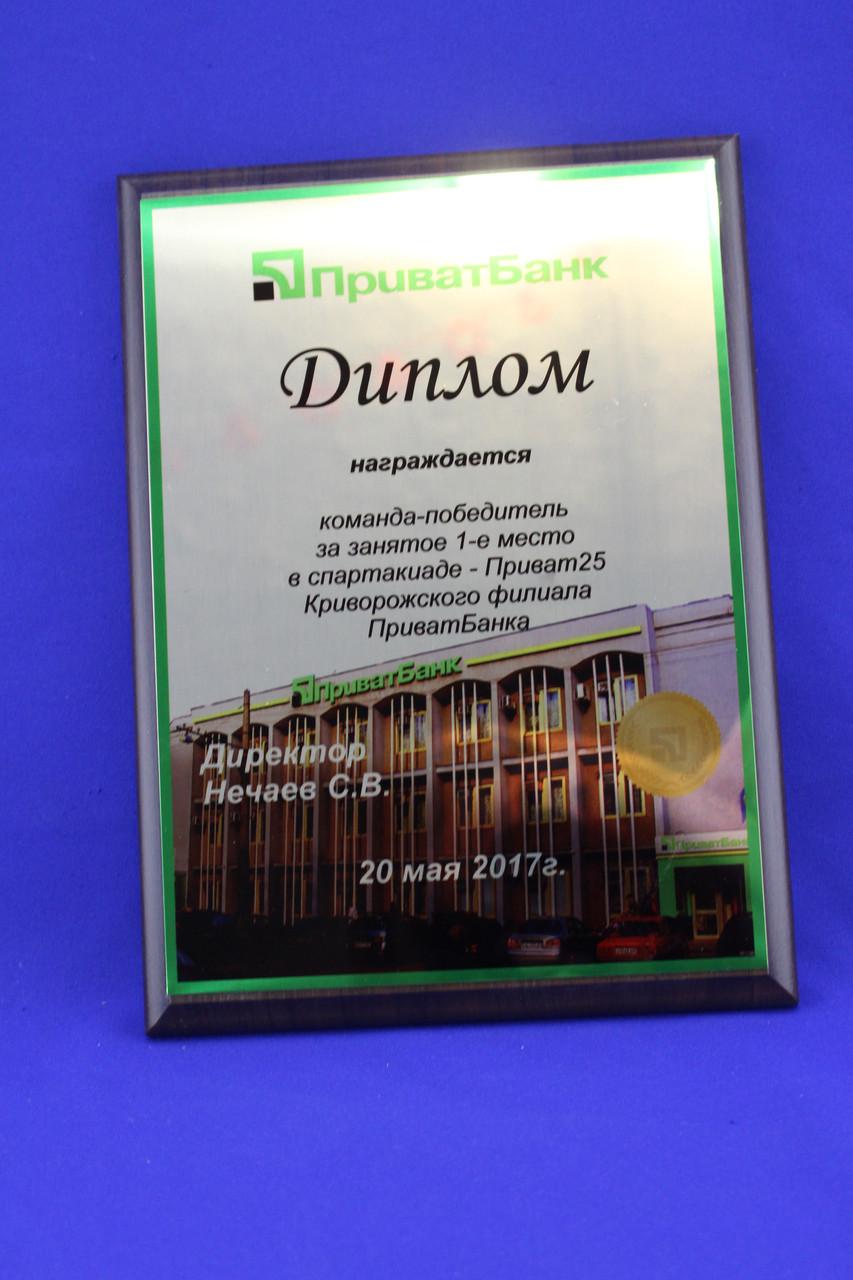 ПриватБанк
Диплом
награждается
команда-победитель
за занятое 1-е место
в спартакиаде - Приват25
Криворожского филиала
ПриватБанка
ПриватБанк
Директор
Нечаев С.В.
ПриватБанк
20 мая 2017г.